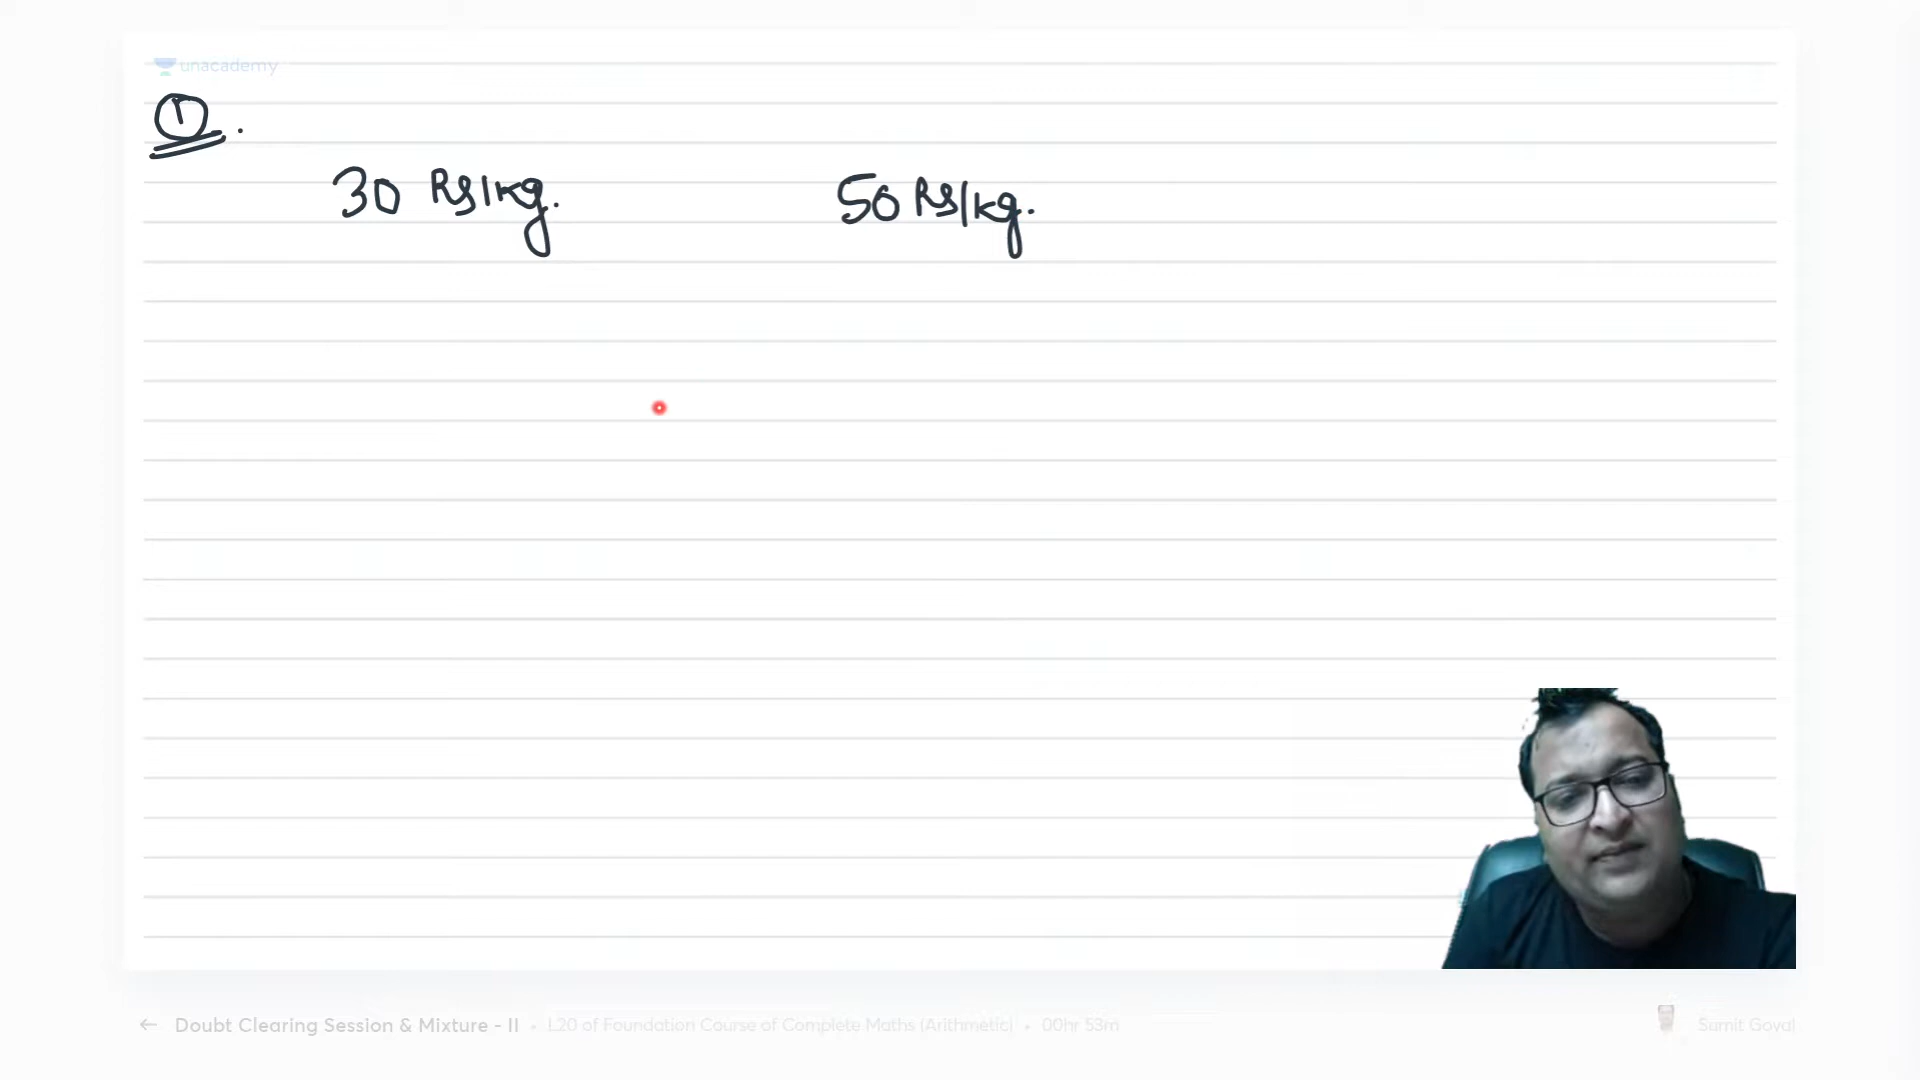 unacademy
1.
30 Rs/kg. 50 Rs/kg.
← Doubt Clearing Session & Mixture - II • L20 of Foundation Course of Complete Maths (Arithmetic) • 00hr 53m Sumit Goyal